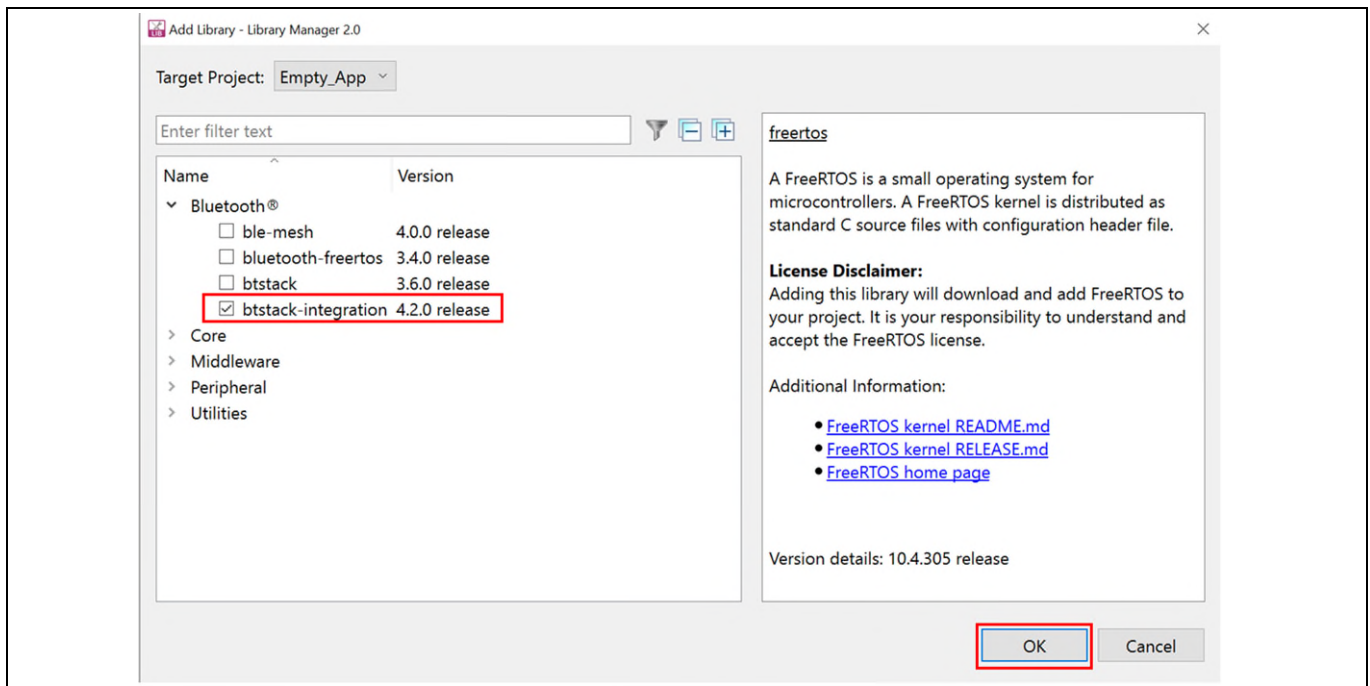 Add Library - Library Manager 2.0
Target Project: Empty_App
Enter filter text
Name Version
Bluetooth®
ble-mesh 4.0.0 release
bluetooth-freertos 3.4.0 release
btstack 3.6.0 release
btstack-integration 4.2.0 release
Core
Middleware
Peripheral
Utilities
freertos
A FreeRTOS is a small operating system for
microcontrollers. A FreeRTOS kernel is distributed as
standard C source files with configuration header file.
License Disclaimer:
Adding this library will download and add FreeRTOS to
your project. It is your responsibility to understand and
accept the FreeRTOS license.
Additional Information:
FreeRTOS kernel README.md
FreeRTOS kernel RELEASE.md
FreeRTOS home page
Version details: 10.4.305 release
OK Cancel